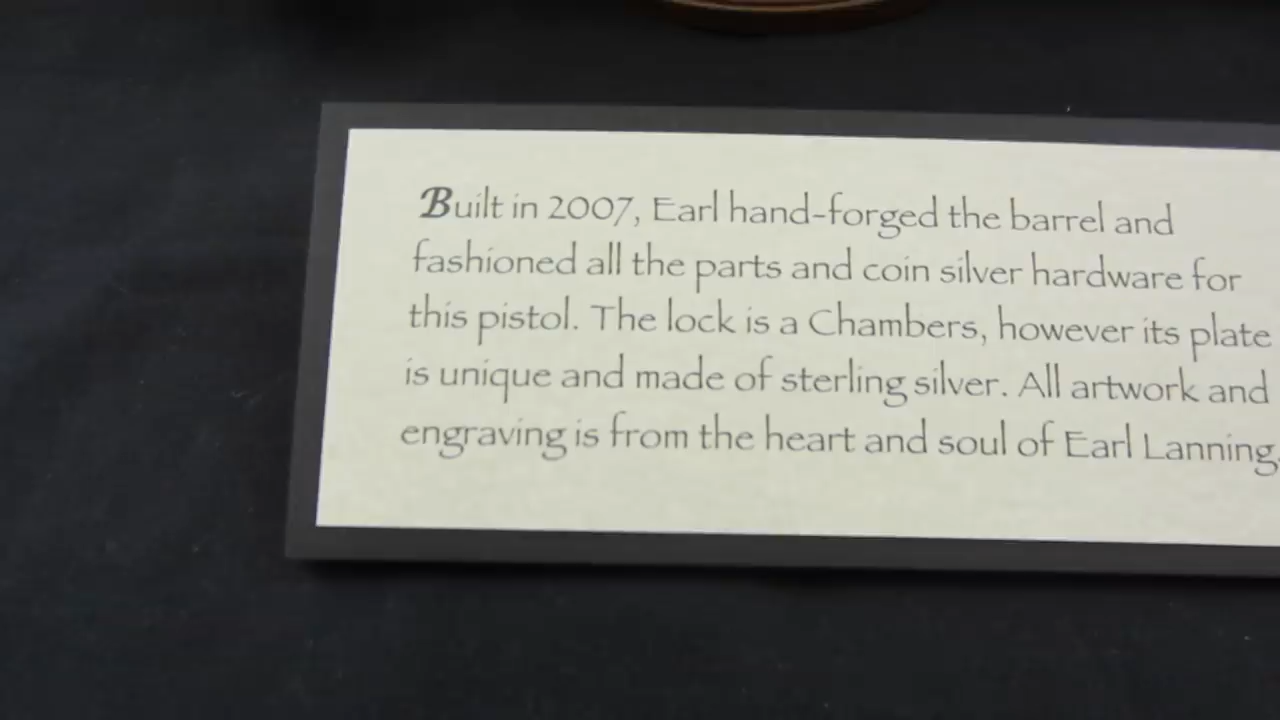 Built in 2007, Earl hand-forged the barrel and
fashioned all the parts and coin silver hardware for
this pistol. The lock is a Chambers, however its plate
is unique and made of sterling silver. All artwork and
engraving is from the heart and soul of Earl Lanning.